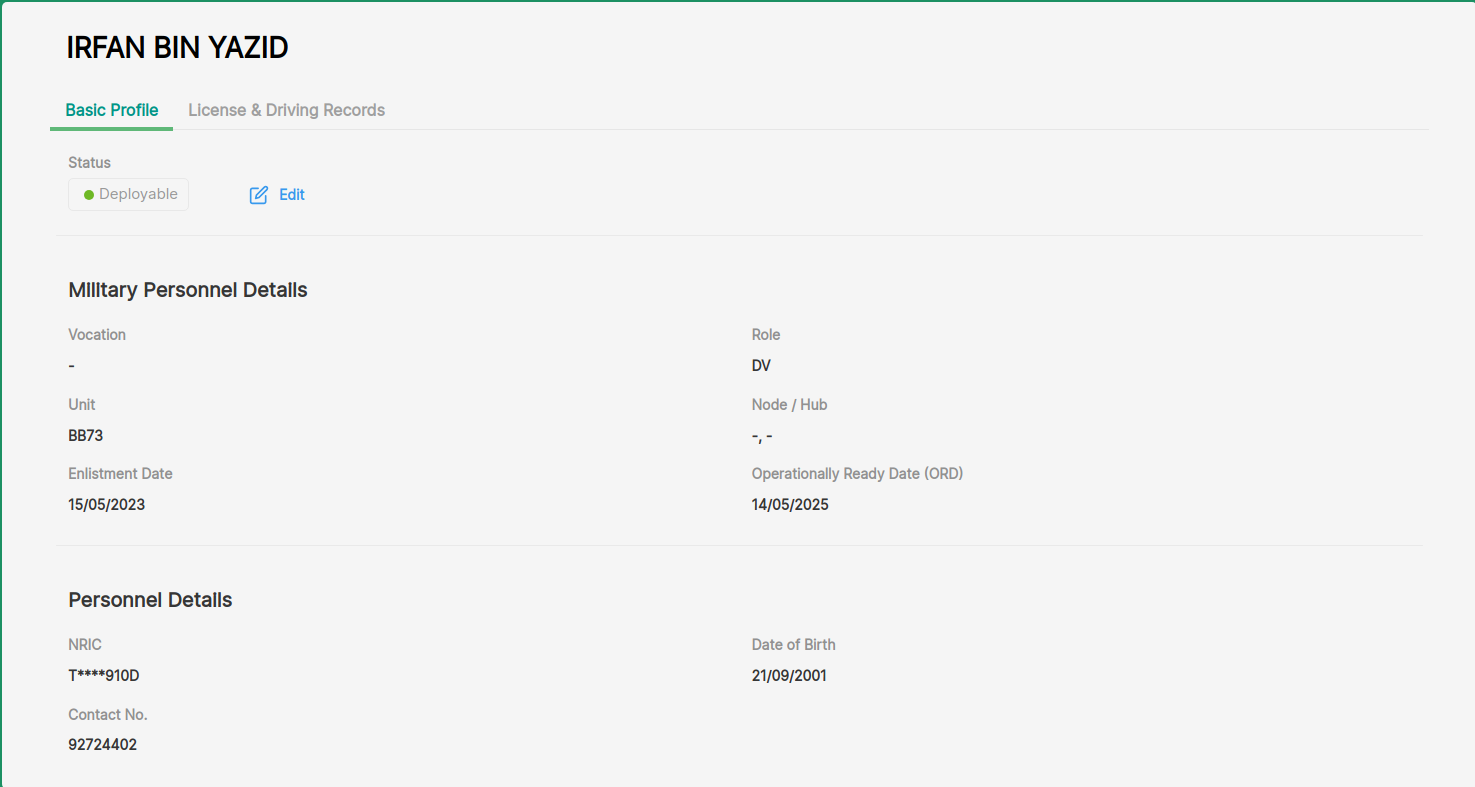 IRFAN BIN YAZID
Basic Profile License & Driving Records
Status
Deployable Edit
MIlItary Personnel DetaIls
Vocation Role
- DV
Unit Node / Hub
BB73 -, -
Enlistment Date Operationally Ready Date (ORD)
15/05/2023 14/05/2025
Personnel DetaIls
NRIC Date of Birth
T****910D 21/09/2001
Contact No.
92724402